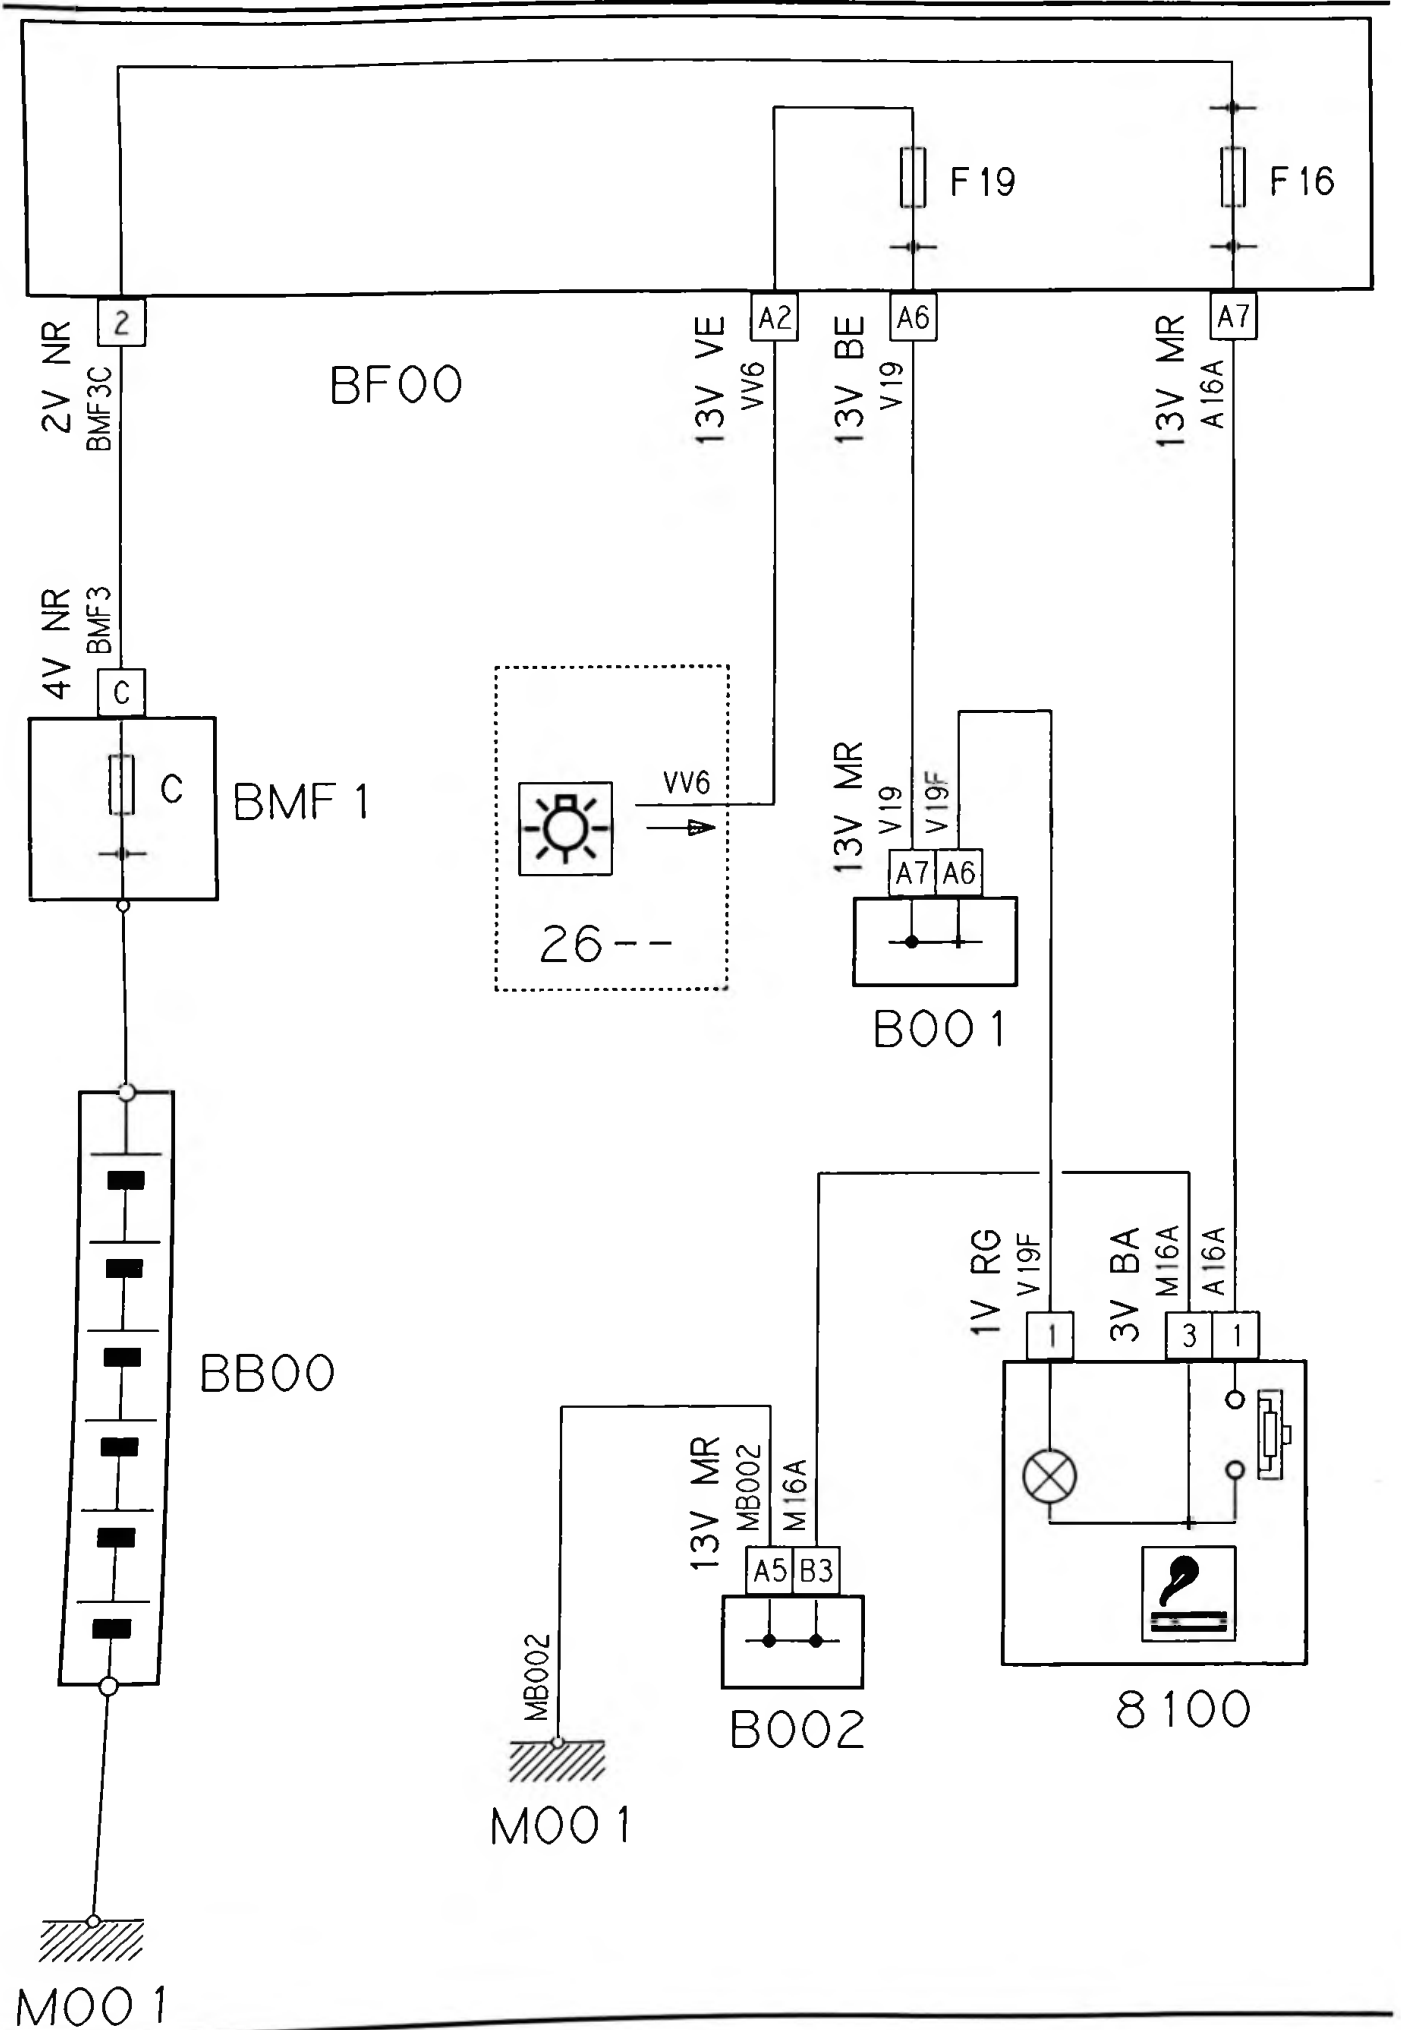 F19
F16
2
A2
A6
A7
2V NR
BMF3C
BF00
13V VE
VV6
13V BE
V19
13V MR
A16A
4V NR
BMF3
C
C
BMF1
VV6
26--
13V MR
V19
V19F
A7
A6
B001
BB00
1V RG
V19F
3V BA
M16A
A16A
1
3
1
13V MR
MB002
M16A
A5
B3
MB002
B002
8100
M001
M001